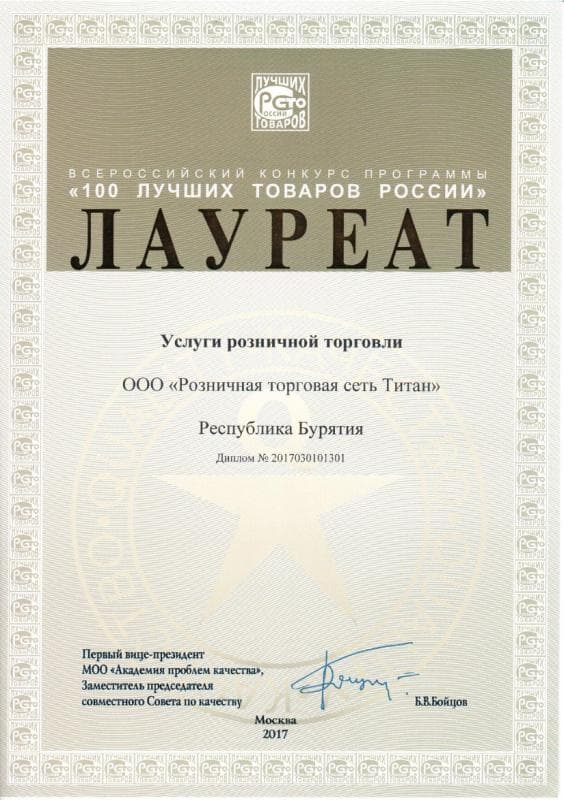 ЛУЧШИХ
РОССИИ
ТОВАРОВ
ВСЕРОССИЙСКИЙ КОНКУРС ПРОГРАММЫ
«100 ЛУЧШИХ ТОВАРОВ РОССИИ»
ЛАУРЕАТ
Услуги розничной торговли
ООО «Розничная торговая сеть Титан»
Республика Бурятия
Диплом № 2017030101301
Первый вице-президент
МОО «Академия проблем качества»,
Заместитель председателя
совместного Совета по качеству
Б.В.Бойцов
Москва
2017